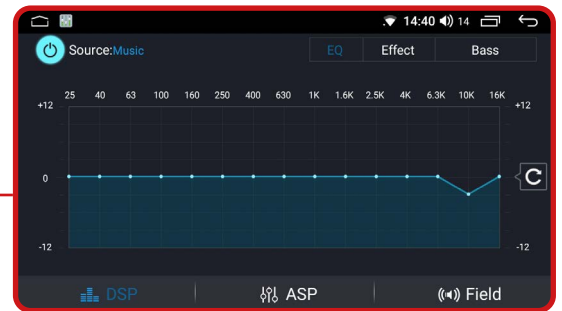 14:40 14
Source:Music EQ Effect Bass
25 40 63 100 160 250 400 630 1K 1.6K 2.5K 4K 6.3K 10K 16K
+12 +12
0
C
-12 -12
DSP ASP Field